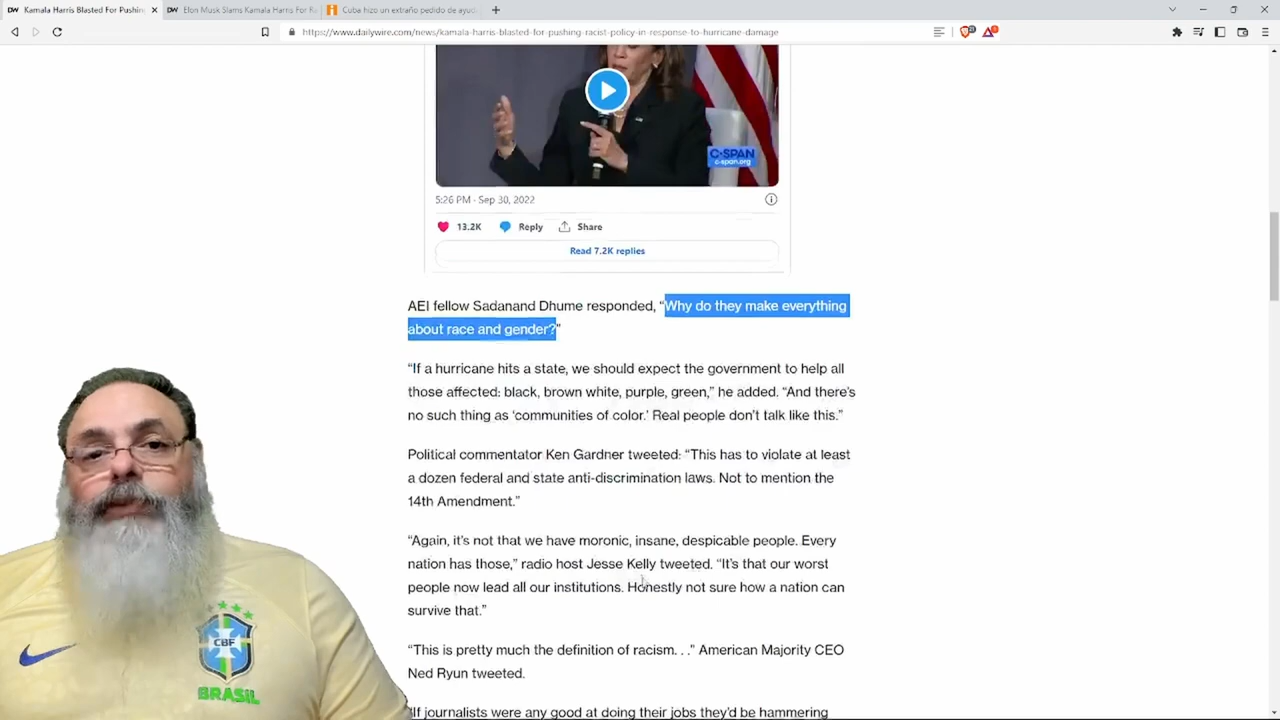 Kamala Harris Blasted For Pushing
Elon Musk Slams Kamala Harris For Ra
Cuba hizo un extraño pedido de ayud
https://www.dailywire.com/news/kamala-harris-blasted-for-pushing-racist-policy-in-response-to-hurricane-damage
C-SPAN
c-span.org
5:26 PM · Sep 30, 2022
13.2K Reply Share
Read 7.2K replies
AEI fellow Sadanand Dhume responded, “Why do they make everything
about race and gender?”
“If a hurricane hits a state, we should expect the government to help all
those affected: black, brown white, purple, green,” he added. “And there’s
no such thing as ‘communities of color.’ Real people don’t talk like this.”
Political commentator Ken Gardner tweeted: “This has to violate at least
a dozen federal and state anti-discrimination laws. Not to mention the
14th Amendment.”
“Again, it’s not that we have moronic, insane, despicable people. Every
nation has those,” radio host Jesse Kelly tweeted. “It’s that our worst
people now lead all our institutions. Honestly not sure how a nation can
survive that.”
“This is pretty much the definition of racism. . .” American Majority CEO
Ned Ryun tweeted.
“If journalists were any good at doing their jobs they’d be hammering
CBF
BRASIL